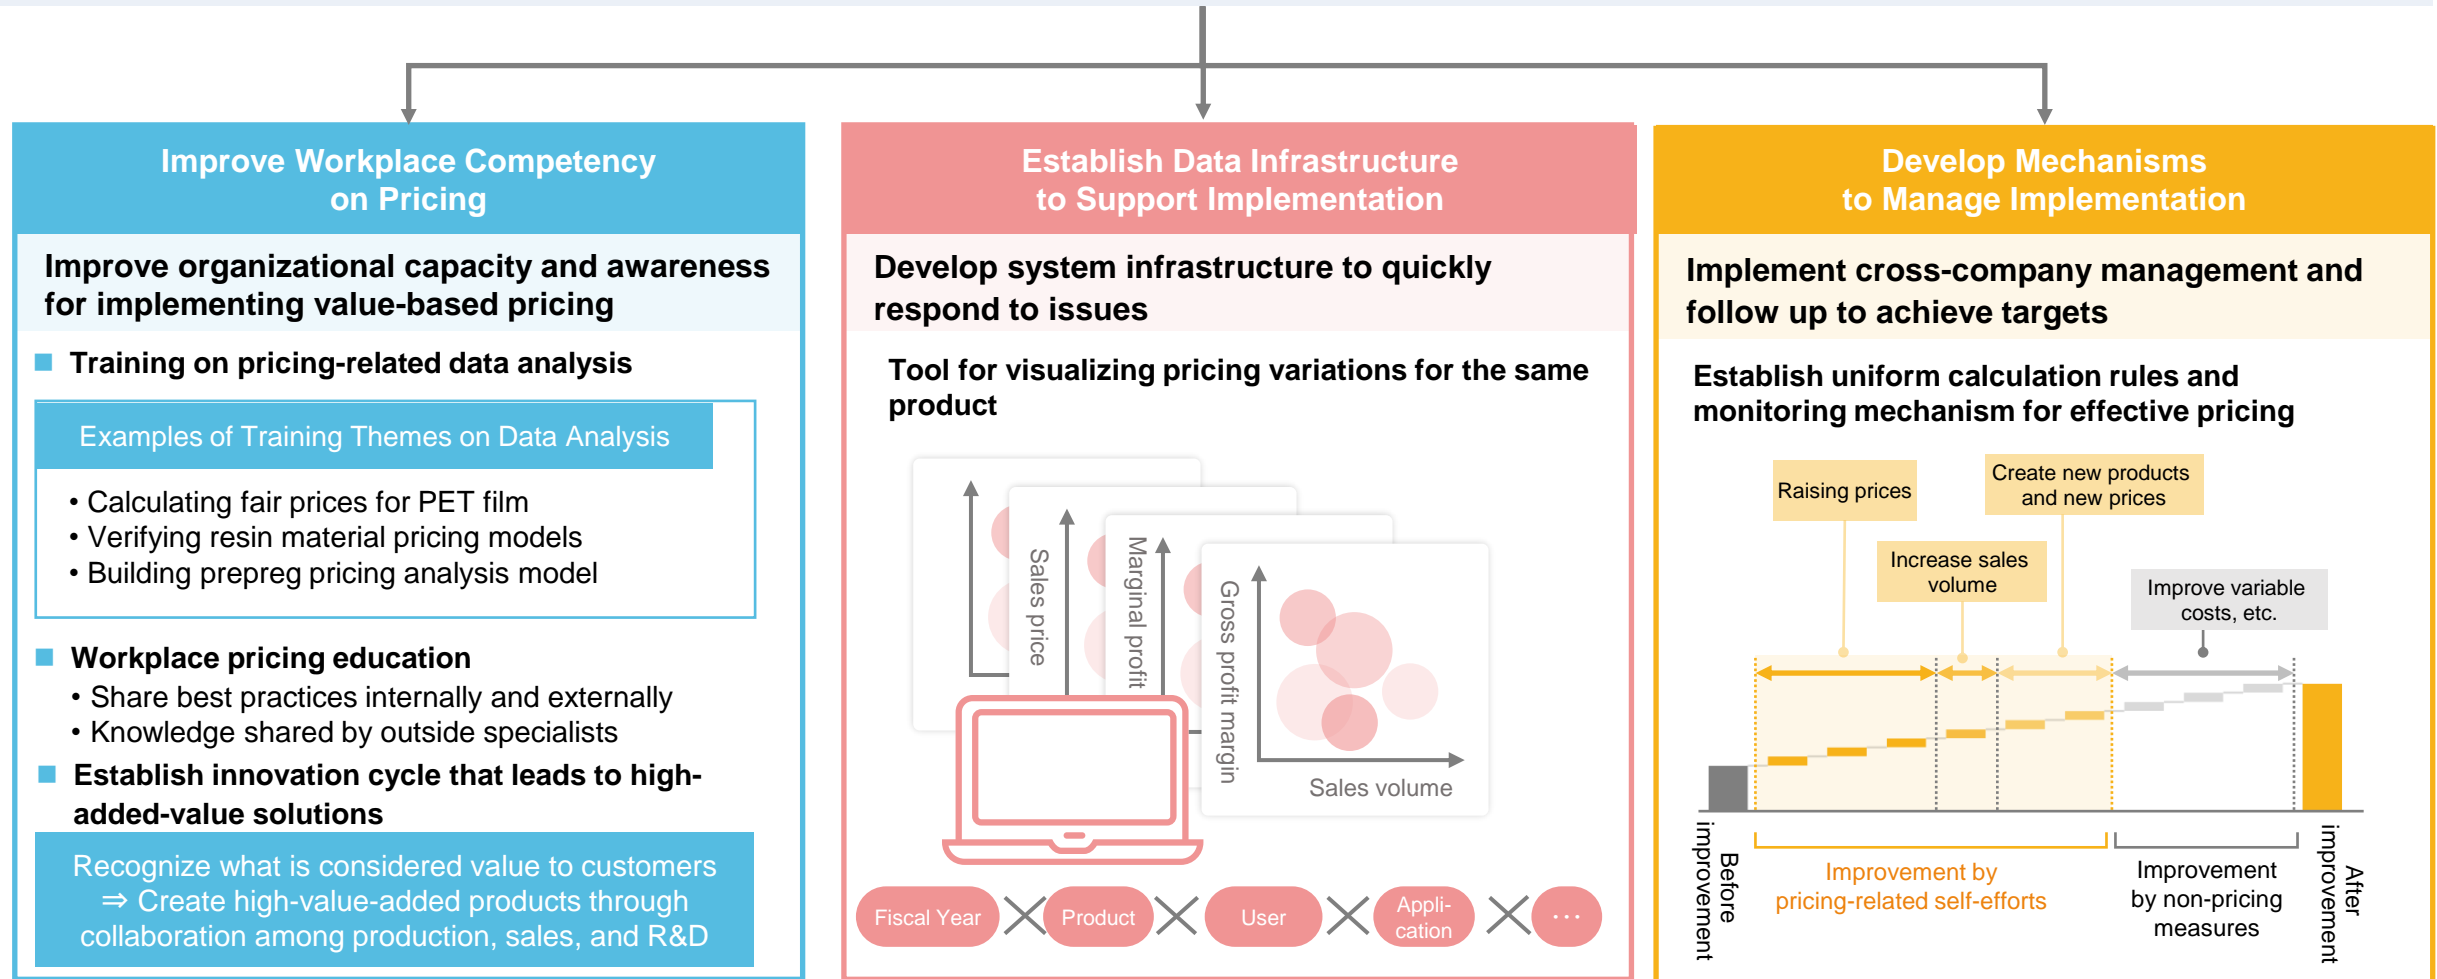 Improve Workplace Competency
on Pricing
Improve organizational capacity and awareness
for implementing value-based pricing
■ Training on pricing-related data analysis
Examples of Training Themes on Data Analysis
• Calculating fair prices for PET film
• Verifying resin material pricing models
• Building prepreg pricing analysis model
■ Workplace pricing education
• Share best practices internally and externally
• Knowledge shared by outside specialists
■ Establish innovation cycle that leads to high-
added-value solutions
Recognize what is considered value to customers
⇒ Create high-value-added products through
collaboration among production, sales, and R&D
Establish Data Infrastructure
to Support Implementation
Develop system infrastructure to quickly
respond to issues
Tool for visualizing pricing variations for the same
product
Sales price
Marginal profit
Gross profit margin
Sales volume
Fiscal Year
Product
User
Appli-
cation
···
Develop Mechanisms
to Manage Implementation
Implement cross-company management and
follow up to achieve targets
Establish uniform calculation rules and
monitoring mechanism for effective pricing
Raising prices
Create new products
and new prices
Increase sales
volume
Improve variable
costs, etc.
Before
improvement
Improvement by
pricing-related self-efforts
Improvement
by non-pricing
measures
After
improvement